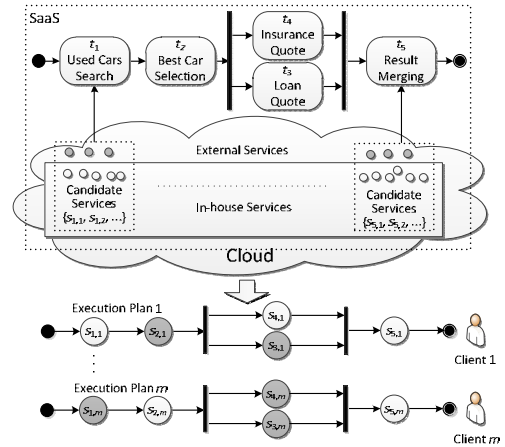 SaaS
t1
Used Cars
Search
t2
Best Car
Selection
t4
Insurance
Quote
t3
Loan
Quote
t5
Result
Merging
External Services
Candidate
Services
{s1,1, s1,2, ...}
In-house Services
Candidate
Services
{s5,1, s5,2, ...}
Cloud
Execution Plan 1
s1,1
s2,1
s4,1
s3,1
s5,1
Client 1
Execution Plan m
s1,m
s2,m
s4,m
s3,m
s5,m
Client m